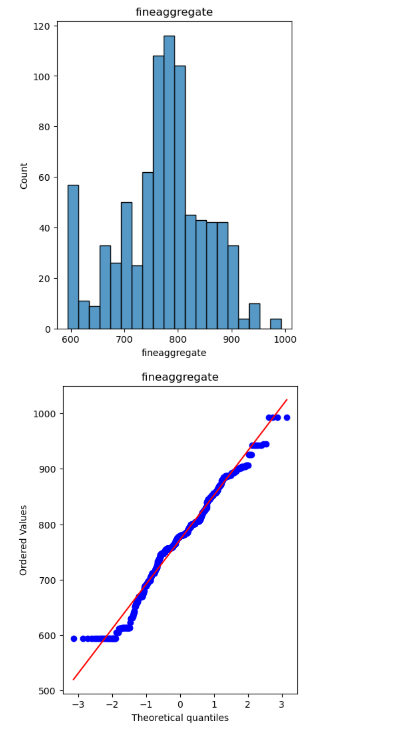 fineaggregate
120
100
80
60
40
20
0
Count
600 700 800 900 1000
fineaggregate
fineaggregate
1000
900
800
700
600
500
Ordered Values
−3 −2 −1 0 1 2 3
Theoretical quantiles